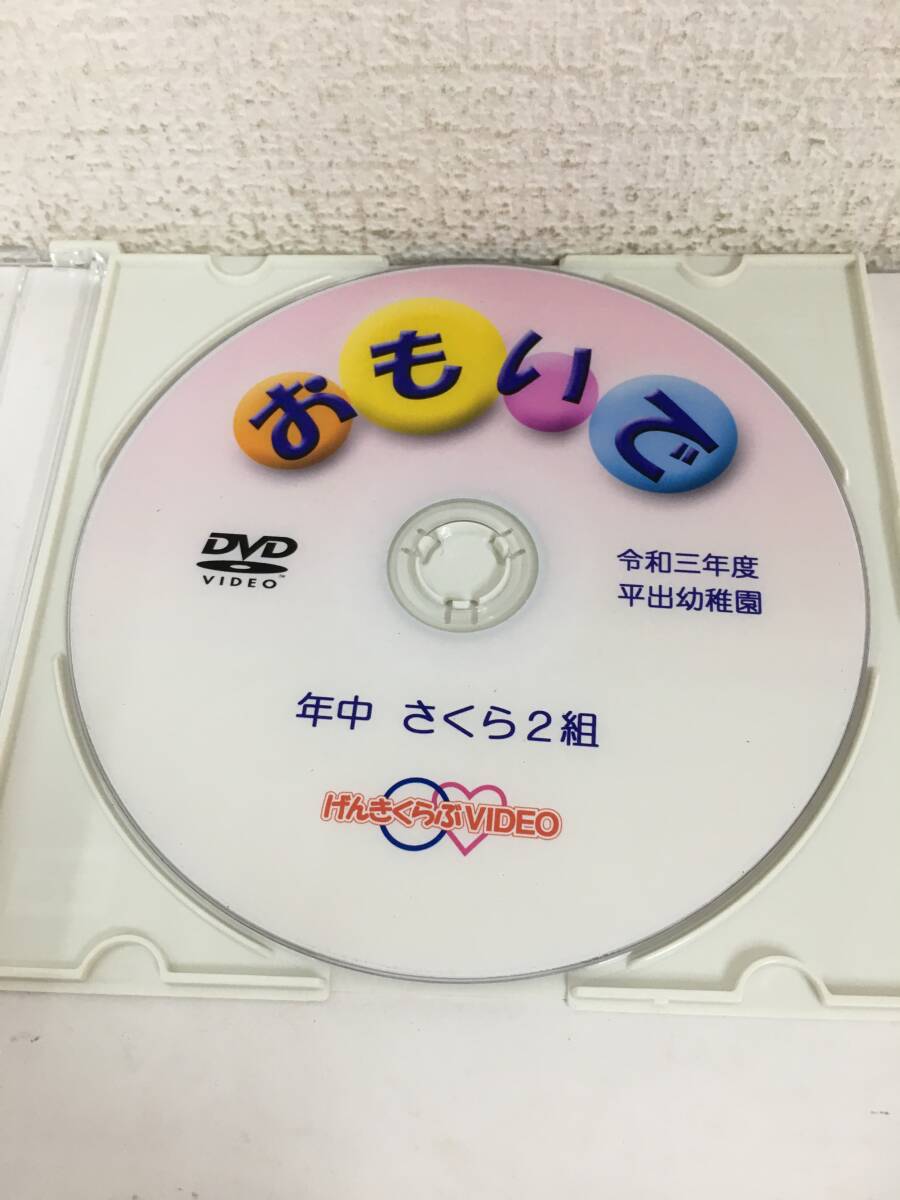 おもいで
DVD
VIDEO™
令和三年度
平出幼稚園
年中 さくら2組
げんきくらぶVIDEO